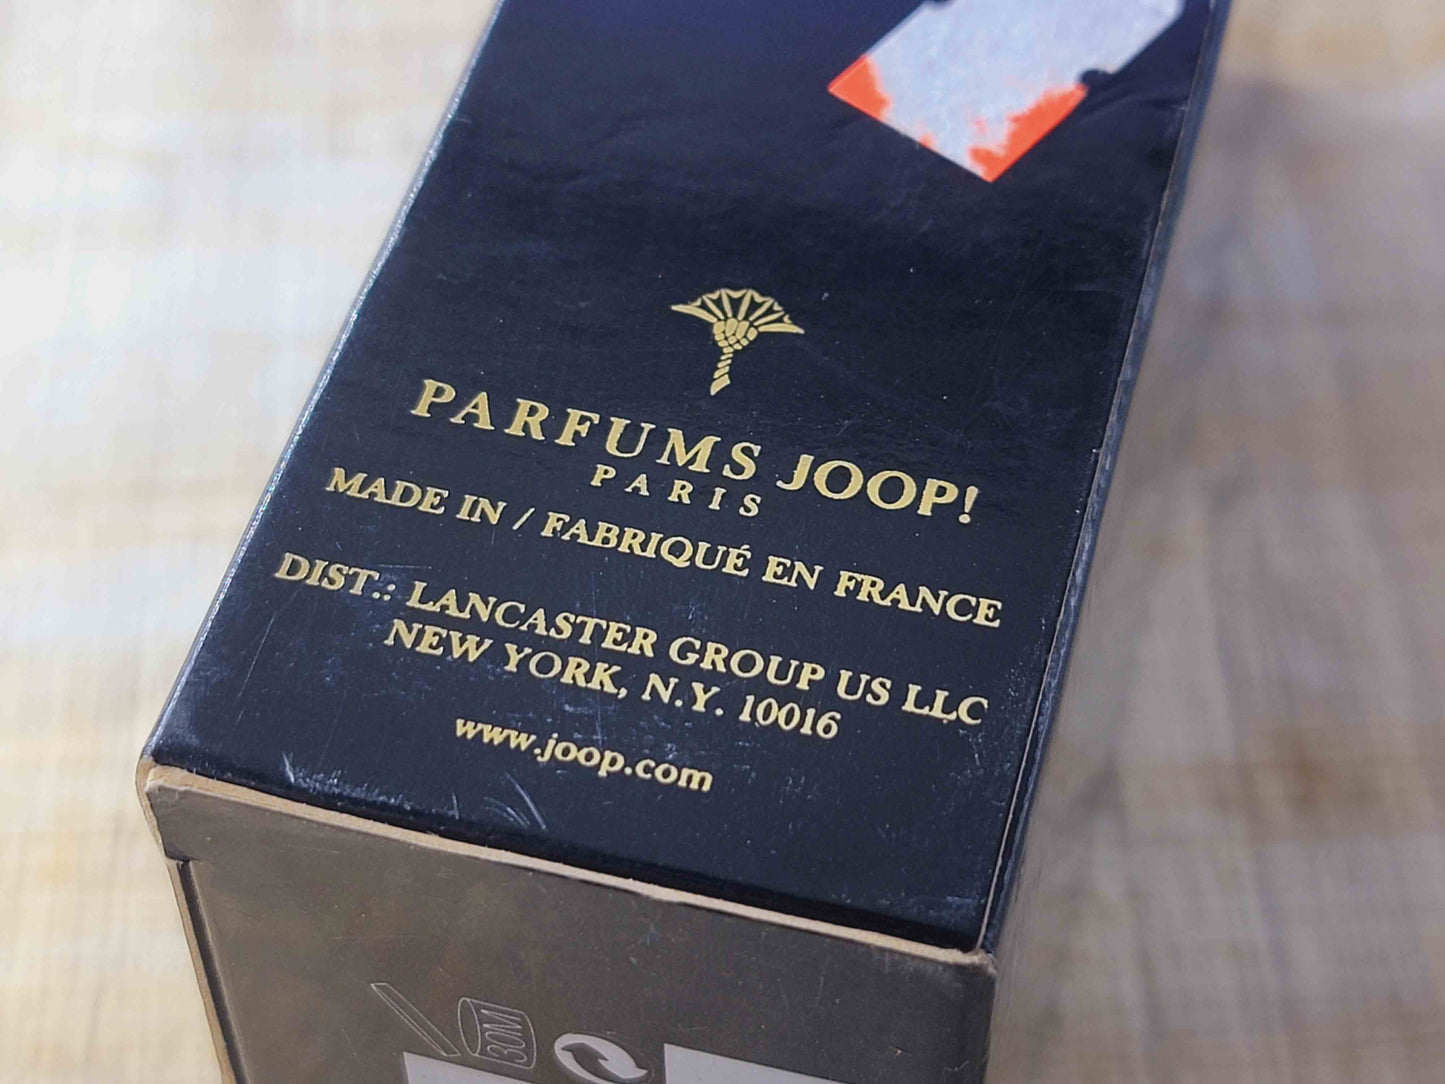 PARFUMS JOOP!
PARIS
MADE IN / FABRIQUÉ EN FRANCE
DIST.: LANCASTER GROUP US LLC
NEW YORK, N.Y. 10016
www.joop.com
30M